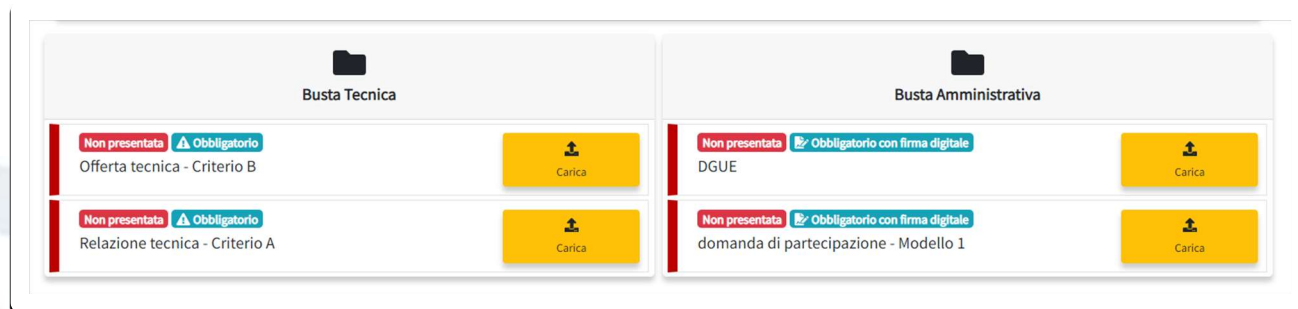 Busta Tecnica
Non presentata Obbligatorio
Offerta tecnica - Criterio B
Carica
Non presentata Obbligatorio
Relazione tecnica - Criterio A
Carica
Busta Amministrativa
Non presentata Obbligatorio con firma digitale
DGUE
Carica
Non presentata Obbligatorio con firma digitale
domanda di partecipazione - Modello 1
Carica